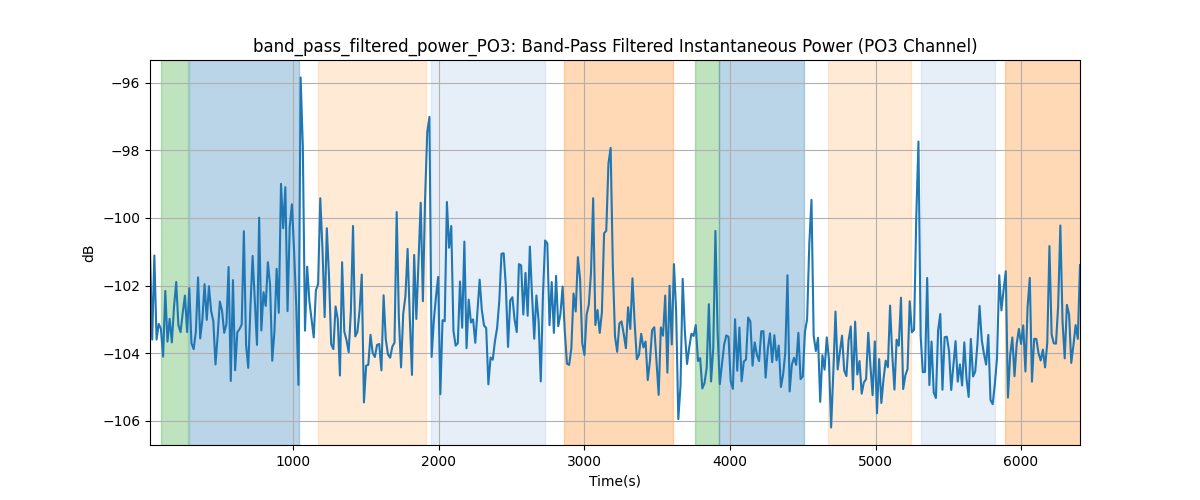 band_pass_filtered_power_PO3: Band-Pass Filtered Instantaneous Power (PO3 Channel)
−96
−98
−100
−102
−104
−106
dB
1000 2000 3000 4000 5000 6000
Time(s)